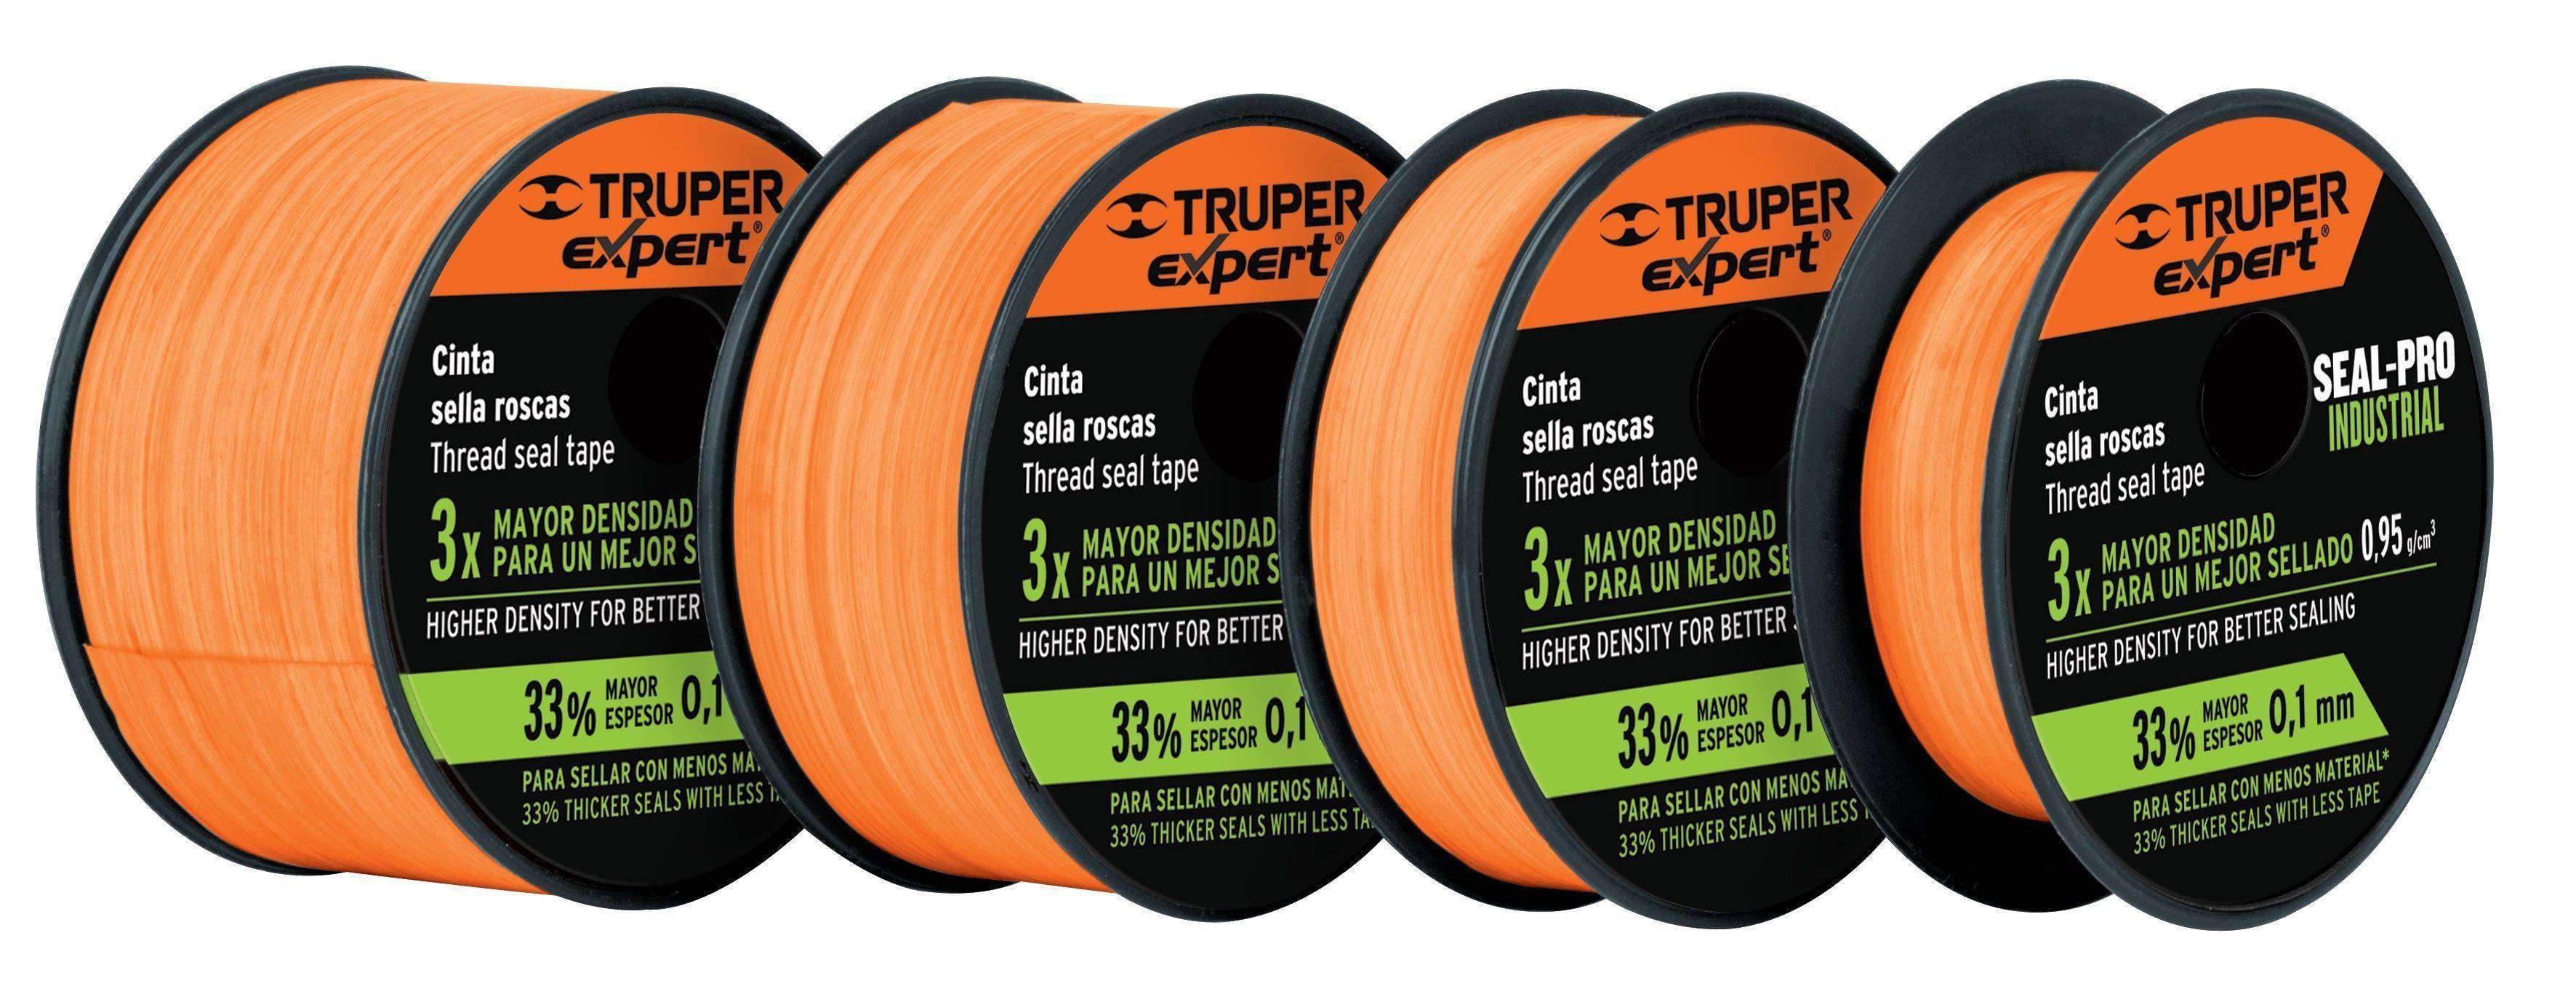 TRUPER
expert®
Cinta
sella roscas
Thread seal tape
3x MAYOR DENSIDAD
PARA UN MEJOR
HIGHER DENSITY FOR BETTER
33% MAYOR
ESPESOR 0,1
PARA SELLAR CON MENOS
33% THICKER SEALS WITH LESS
TRUPER
expert®
Cinta
sella roscas
Thread seal tape
3x MAYOR DENSIDAD
PARA UN MEJOR
HIGHER DENSITY FOR BETTER
33% MAYOR
ESPESOR 0,1
PARA SELLAR CON MENOS
33% THICKER SEALS WITH LESS
TRUPER
expert®
Cinta
sella roscas
Thread seal tape
3x MAYOR DENSIDAD
PARA UN MEJOR
HIGHER DENSITY FOR BETTER
33% MAYOR
ESPESOR 0,1
PARA SELLAR CON MENOS
33% THICKER SEALS WITH LESS
TRUPER
expert®
SEAL-PRO
INDUSTRIAL
Cinta
sella roscas
Thread seal tape
3x MAYOR DENSIDAD
PARA UN MEJOR SELLADO 0,95 g/cm³
HIGHER DENSITY FOR BETTER SEALING
33% MAYOR
ESPESOR 0,1 mm
PARA SELLAR CON MENOS MATERIAL*
33% THICKER SEALS WITH LESS TAPE